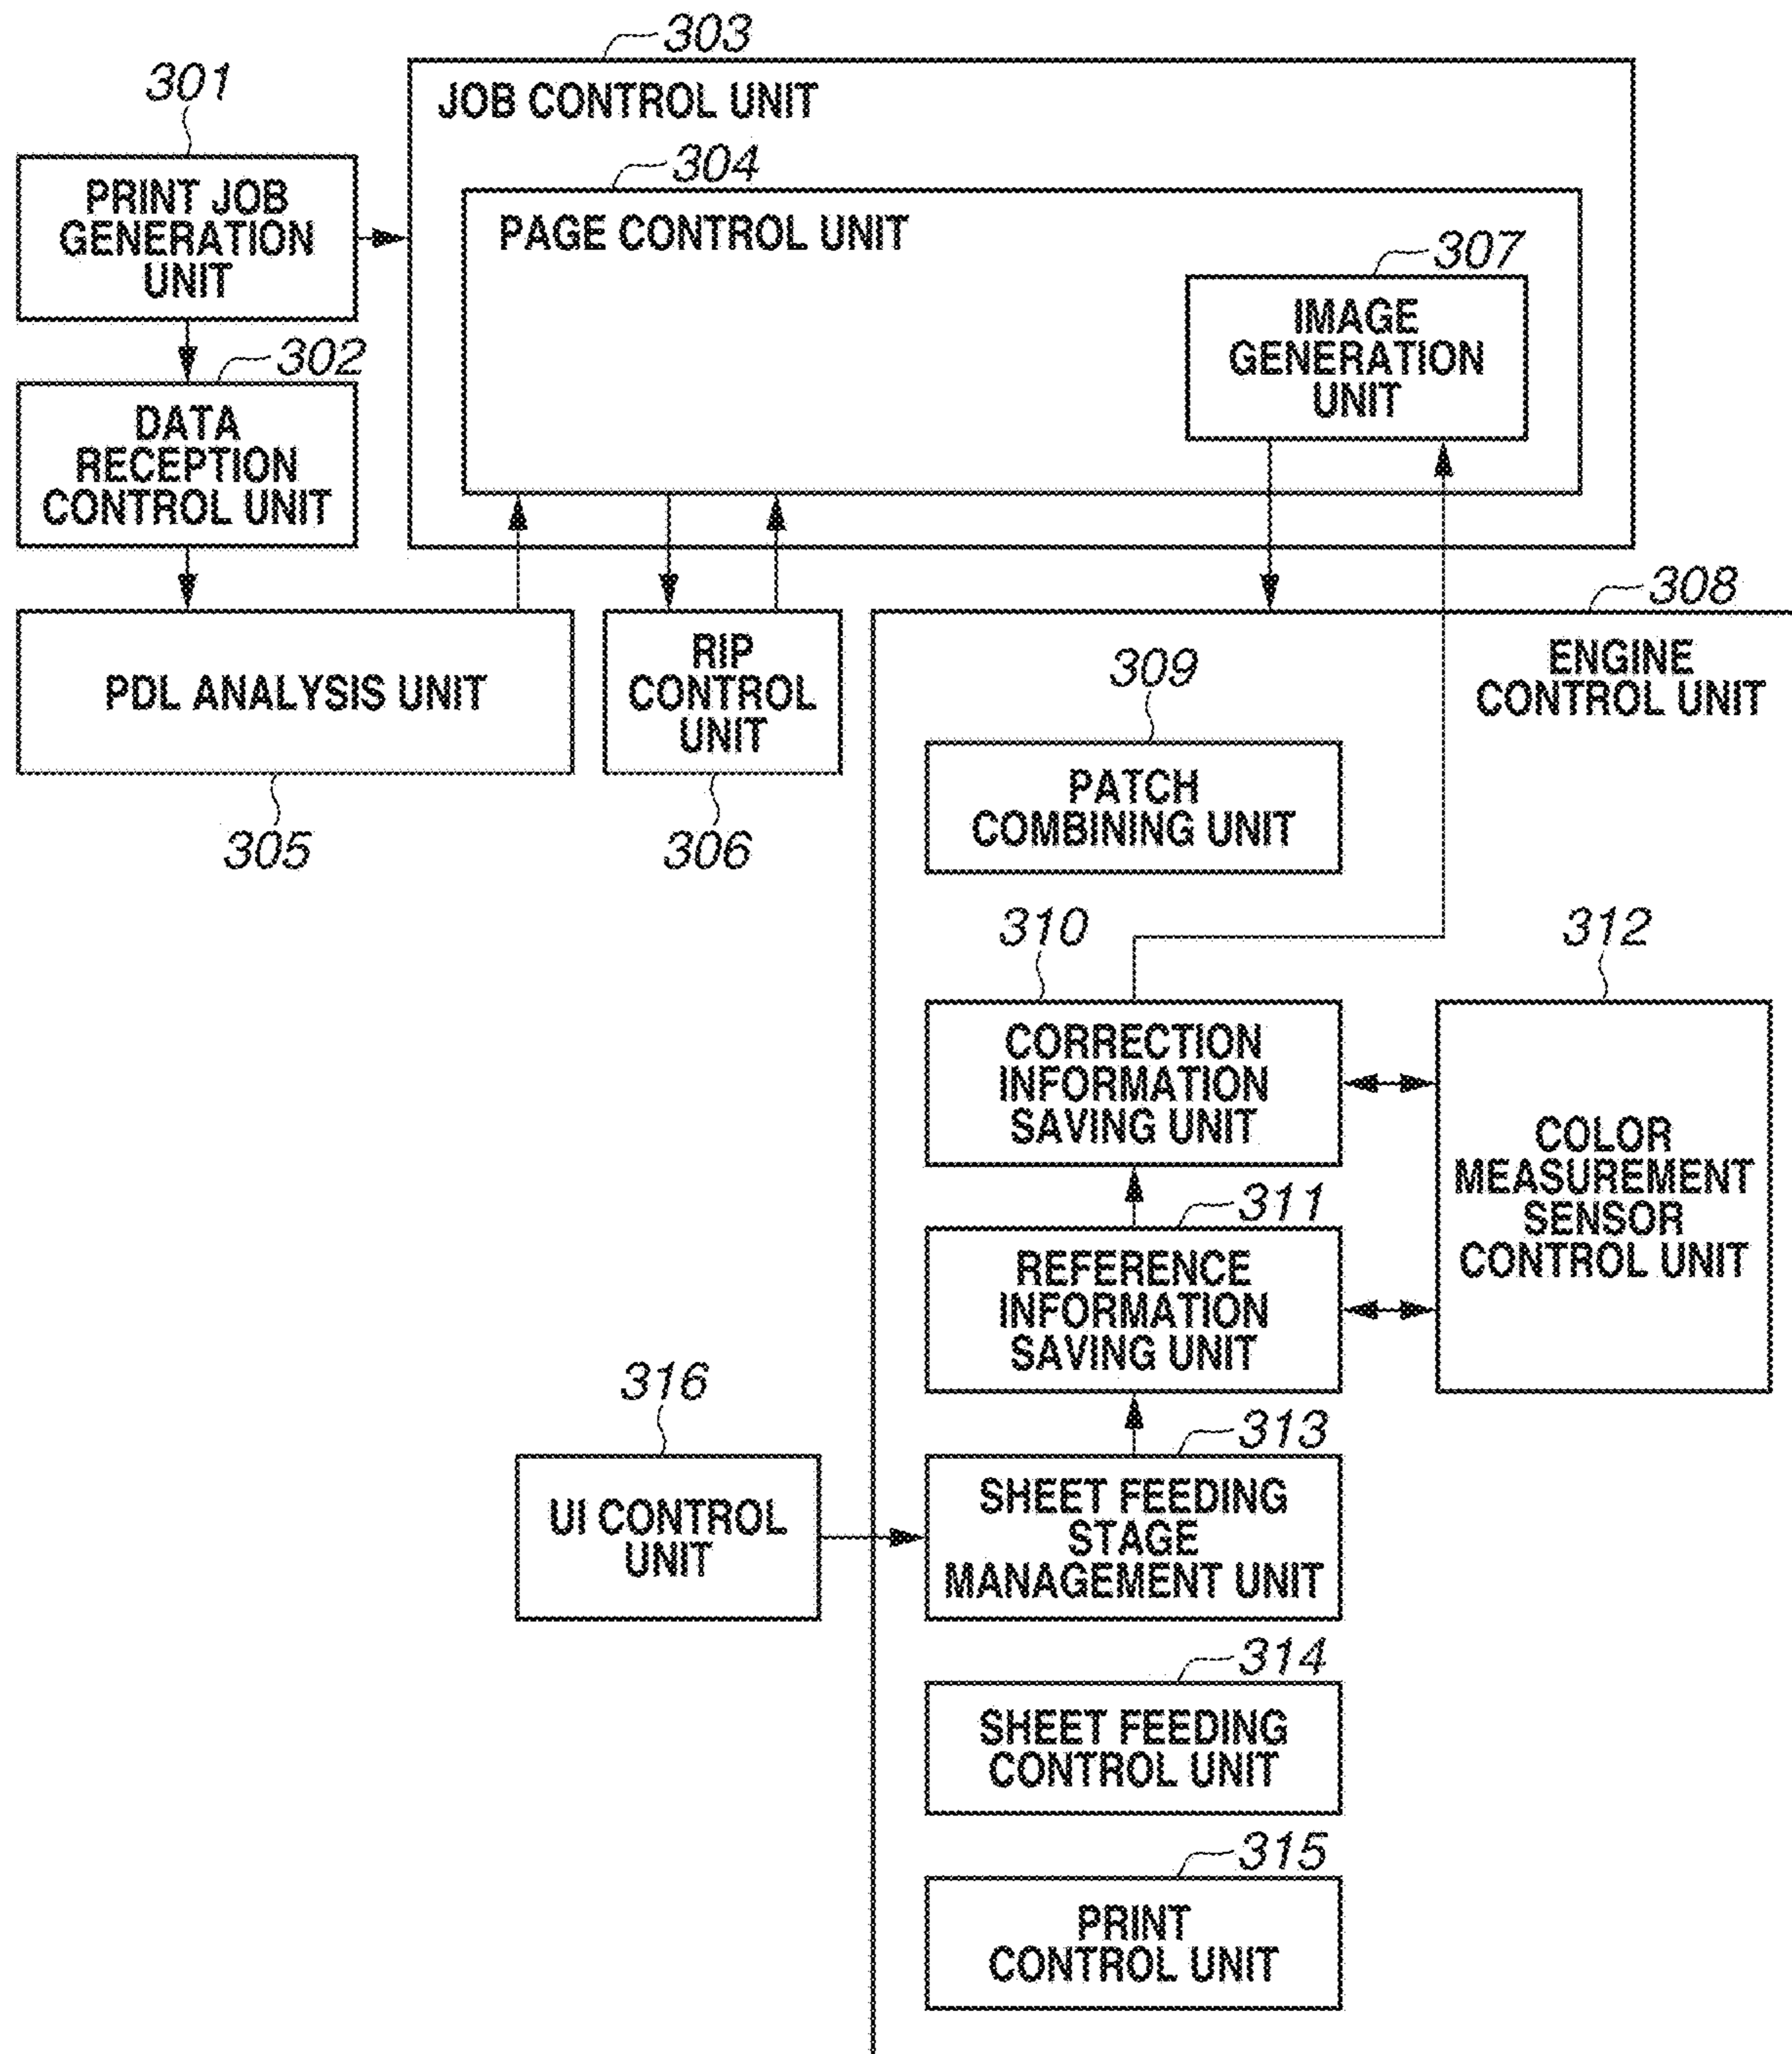 303
JOB CONTROL UNIT
301
PRINT JOB
GENERATION
UNIT
304
PAGE CONTROL UNIT
307
IMAGE
GENERATION
UNIT
302
DATA
RECEPTION
CONTROL UNIT
PDL ANALYSIS UNIT
305
RIP
CONTROL
UNIT
306
308
ENGINE
CONTROL UNIT
309
PATCH
COMBINING UNIT
310
CORRECTION
INFORMATION
SAVING UNIT
312
COLOR
MEASUREMENT
SENSOR
CONTROL UNIT
311
REFERENCE
INFORMATION
SAVING UNIT
316
UI CONTROL
UNIT
313
SHEET FEEDING
STAGE
MANAGEMENT UNIT
314
SHEET FEEDING
CONTROL UNIT
315
PRINT
CONTROL UNIT